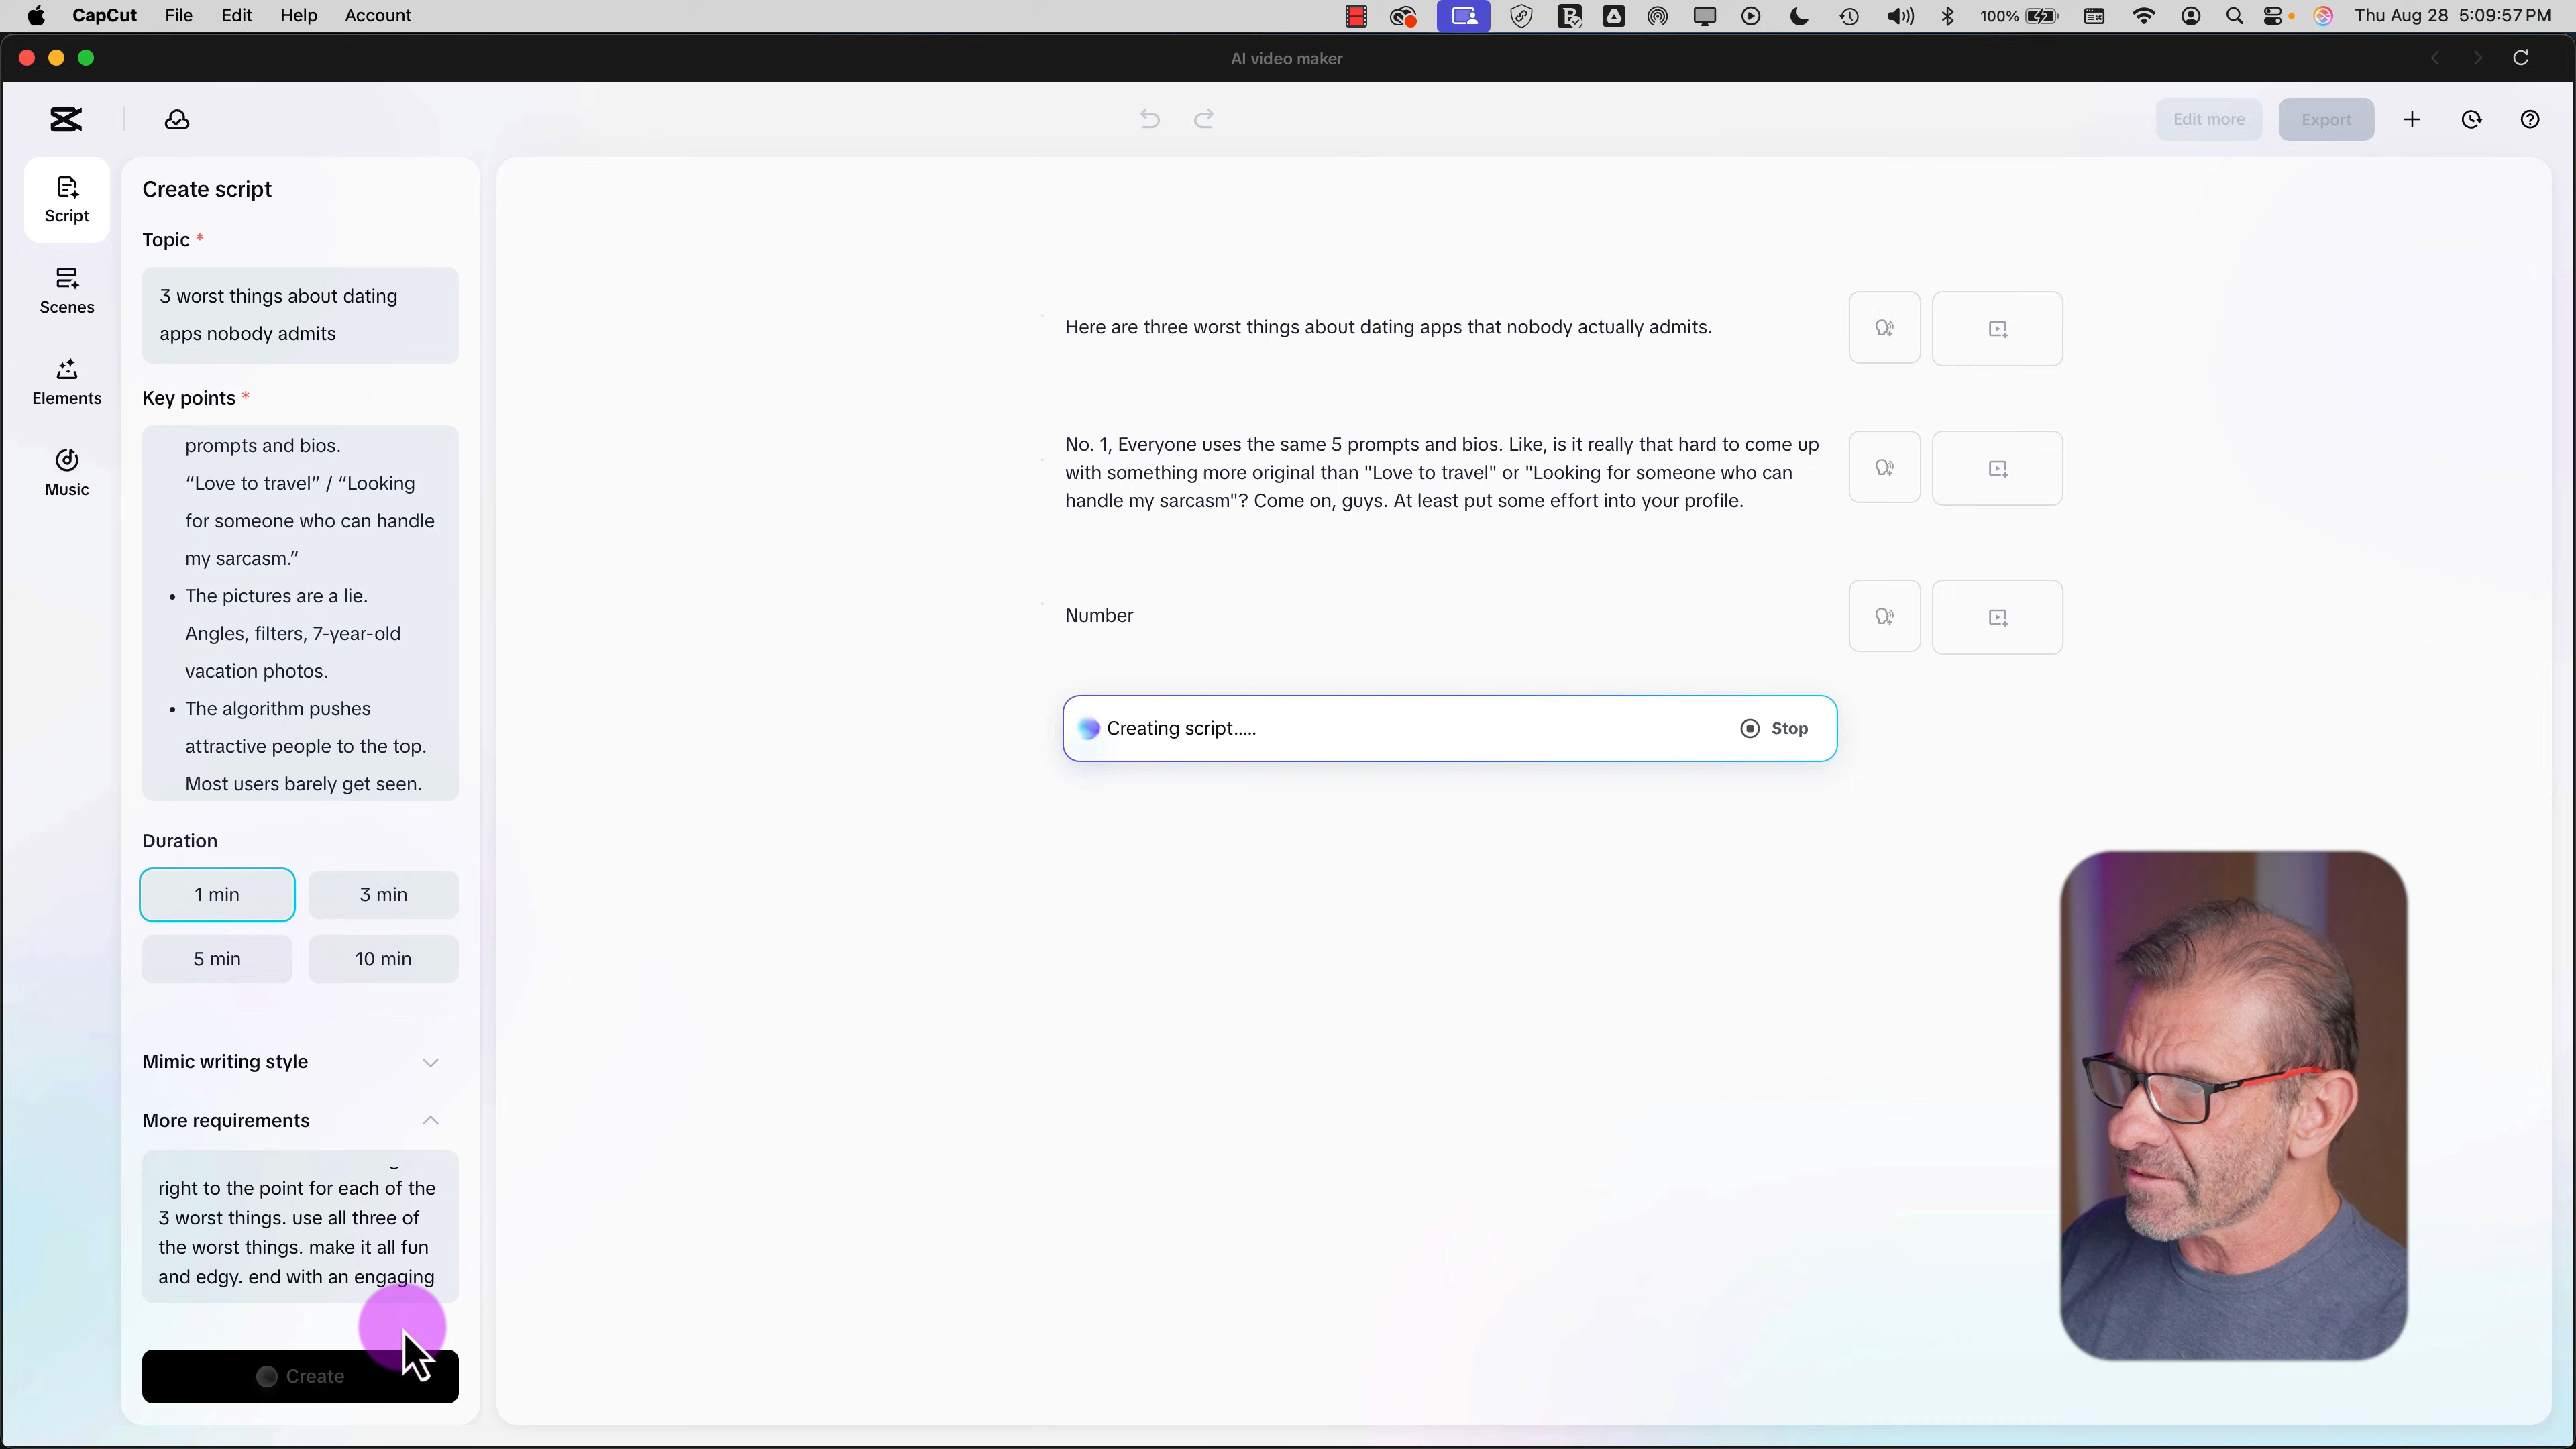 CapCut File Edit Help Account
100% Thu Aug 28 5:09:57 PM
AI video maker
Edit more Export
Script
Scenes
Elements
Music
Create script
Topic *
3 worst things about dating
apps nobody admits
Key points *
prompts and bios.
“Love to travel” / “Looking
for someone who can handle
my sarcasm.”
• The pictures are a lie.
Angles, filters, 7-year-old
vacation photos.
• The algorithm pushes
attractive people to the top.
Most users barely get seen.
Duration
1 min 3 min
5 min 10 min
Mimic writing style
More requirements
right to the point for each of the
3 worst things. use all three of
the worst things. make it all fun
and edgy. end with an engaging
Create
Here are three worst things about dating apps that nobody actually admits.
No. 1, Everyone uses the same 5 prompts and bios. Like, is it really that hard to come up
with something more original than "Love to travel" or "Looking for someone who can
handle my sarcasm"? Come on, guys. At least put some effort into your profile.
Number
Creating script..... Stop